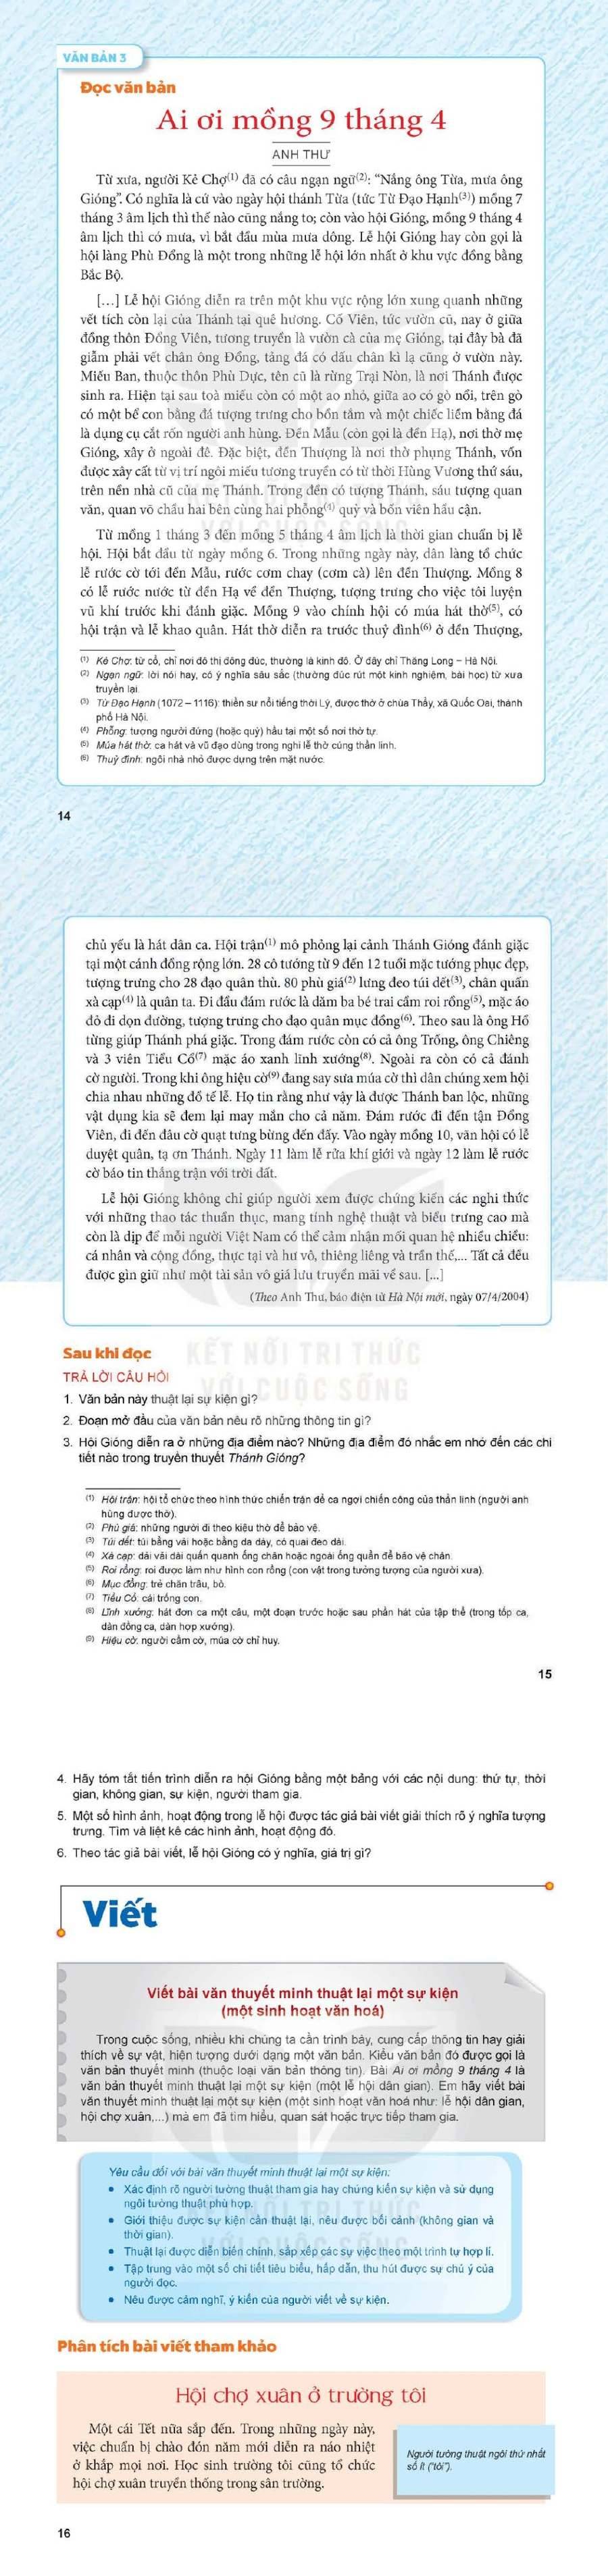 VĂN BẢN 3
Đọc văn bản
Ai ơi mồng 9 tháng 4
ANH THƯ
Từ xưa, người Kẻ Chợ(1) đã có câu ngạn ngữ(2): “Nắng ông Từa, mưa ông
Gióng”. Có nghĩa là cứ vào ngày hội thánh Từa (tức Từ Đạo Hạnh(3)) mồng 7
tháng 3 âm lịch thì thế nào cũng nắng to; còn vào hội Gióng, mồng 9 tháng 4
âm lịch thì có mưa, vì bắt đầu mùa mưa dông. Lễ hội Gióng hay còn gọi là
hội làng Phù Đổng là một trong những lễ hội lớn nhất ở khu vực đồng bằng
Bắc Bộ.
[...] Lễ hội Gióng diễn ra trên một khu vực rộng lớn xung quanh những
vết tích còn lại của Thánh tại quê hương. Cố Viên, tức vườn cũ, nay ở giữa
đồng thôn Đổng Viên, tương truyền là vườn cà của mẹ Gióng, tại đây bà đã
giẫm phải vết chân ông Đổng, tảng đá có dấu chân kì lạ cũng ở vườn này.
Miếu Ban, thuộc thôn Phù Dực, tên cũ là rừng Trại Nòn, là nơi Thánh được
sinh ra. Hiện tại sau toà miếu còn có một ao nhỏ, giữa ao có gò nổi, trên gò
có một bể con bằng đá tượng trưng cho bồn tắm và một chiếc liềm bằng đá
là dụng cụ cắt rốn người anh hùng. Đền Mẫu (còn gọi là đền Hạ), nơi thờ mẹ
Gióng, xây ở ngoài đê. Đặc biệt, đền Thượng là nơi thờ phụng Thánh, vốn
được xây cất từ vị trí ngôi miếu tương truyền có từ thời Hùng Vương thứ sáu,
trên nền nhà cũ của mẹ Thánh. Trong đền có tượng Thánh, sáu tượng quan
văn, quan võ chầu hai bên cùng hai phỗng(4) quỳ và bốn viên hầu cận.
Từ mồng 1 tháng 3 đến mồng 5 tháng 4 âm lịch là thời gian chuẩn bị lễ
hội. Hội bắt đầu từ ngày mồng 6. Trong những ngày này, dân làng tổ chức
lễ rước cờ tới đền Mẫu, rước cơm chay (cơm cà) lên đền Thượng. Mồng 8
có lễ rước nước từ đền Hạ về đền Thượng, tượng trưng cho việc tôi luyện
vũ khí trước khi đánh giặc. Mồng 9 vào chính hội có múa hát thờ(5), có
hội trận và lễ khao quân. Hát thờ diễn ra trước thuỷ đình(6) ở đền Thượng,
(1) Kẻ Chợ: từ cổ, chỉ nơi đô thị đông đúc, thường là kinh đô. Ở đây chỉ Thăng Long – Hà Nội.
(2) Ngạn ngữ: lời nói hay, có ý nghĩa sâu sắc (thường đúc rút một kinh nghiệm, bài học) từ xưa
truyền lại.
(3) Từ Đạo Hạnh (1072 – 1116): thiền sư nổi tiếng thời Lý, được thờ ở chùa Thầy, xã Quốc Oai, thành
phố Hà Nội.
(4) Phỗng: tượng người đứng (hoặc quỳ) hầu tại một số nơi thờ tự.
(5) Múa hát thờ: ca hát và vũ đạo dùng trong nghi lễ thờ cúng thần linh.
(6) Thuỷ đình: ngôi nhà nhỏ được dựng trên mặt nước.
14
chủ yếu là hát dân ca. Hội trận(1) mô phỏng lại cảnh Thánh Gióng đánh giặc
tại một cánh đồng rộng lớn. 28 cô tướng từ 9 đến 12 tuổi mặc tướng phục đẹp,
tượng trưng cho 28 đạo quân thù. 80 phù giá(2) lưng đeo túi dết(3), chân quấn
xà cạp(4) là quân ta. Đi đầu đám rước là dăm ba bé trai cầm roi rồng(5), mặc áo
đỏ đi dọn đường, tượng trưng cho đạo quân mục đồng(6). Theo sau là ông Hổ
từng giúp Thánh phá giặc. Trong đám rước còn có cả ông Trống, ông Chiêng
và 3 viên Tiểu Cổ(7) mặc áo xanh lĩnh xướng(8). Ngoài ra còn có cả đánh
cờ người. Trong khi ông hiệu cờ(9) đang say sưa múa cờ thì dân chúng xem hội
chia nhau những đồ tế lễ. Họ tin rằng như vậy là được Thánh ban lộc, những
vật dụng kia sẽ đem lại may mắn cho cả năm. Đám rước đi đến tận Đổng
Viên, đi đến đâu cờ quạt tưng bừng đến đấy. Vào ngày mồng 10, vãn hội có lễ
duyệt quân, tạ ơn Thánh. Ngày 11 làm lễ rửa khí giới và ngày 12 làm lễ rước
cờ báo tin thắng trận với trời đất.
Lễ hội Gióng không chỉ giúp người xem được chứng kiến các nghi thức
với những thao tác thuần thục, mang tính nghệ thuật và biểu trưng cao mà
còn là dịp để mỗi người Việt Nam có thể cảm nhận mối quan hệ nhiều chiều:
cá nhân và cộng đồng, thực tại và hư vô, thiêng liêng và trần thế,... Tất cả đều
được gìn giữ như một tài sản vô giá lưu truyền mãi về sau. [...]
(Theo Anh Thư, báo điện tử Hà Nội mới, ngày 07/4/2004)
Sau khi đọc
KẾT NỐI TRI THỨC
VỚI CUỘC SỐNG
TRẢ LỜI CÂU HỎI
1. Văn bản này thuật lại sự kiện gì?
2. Đoạn mở đầu của văn bản nêu rõ những thông tin gì?
3. Hội Gióng diễn ra ở những địa điểm nào? Những địa điểm đó nhắc em nhớ đến các chi
tiết nào trong truyền thuyết Thánh Gióng?
(1) Hội trận: hội tổ chức theo hình thức chiến trận để ca ngợi chiến công của thần linh (người anh
hùng được thờ).
(2) Phù giá: những người đi theo kiệu thờ để bảo vệ.
(3) Túi dết: túi bằng vải hoặc bằng da dày, có quai đeo dài.
(4) Xà cạp: dải vải dài quấn quanh ống chân hoặc ngoài ống quần để bảo vệ chân.
(5) Roi rồng: roi được làm như hình con rồng (con vật trong tưởng tượng của người xưa).
(6) Mục đồng: trẻ chăn trâu, bò.
(7) Tiểu Cổ: cái trống con.
(8) Lĩnh xướng: hát đơn ca một câu, một đoạn trước hoặc sau phần hát của tập thể (trong tốp ca,
dàn đồng ca, dàn hợp xướng).
(9) Hiệu cờ: người cầm cờ, múa cờ chỉ huy.
15
4. Hãy tóm tắt tiến trình diễn ra hội Gióng bằng một bảng với các nội dung: thứ tự, thời
gian, không gian, sự kiện, người tham gia.
5. Một số hình ảnh, hoạt động trong lễ hội được tác giả bài viết giải thích rõ ý nghĩa tượng
trưng. Tìm và liệt kê các hình ảnh, hoạt động đó.
6. Theo tác giả bài viết, lễ hội Gióng có ý nghĩa, giá trị gì?
Viết
Viết bài văn thuyết minh thuật lại một sự kiện
(một sinh hoạt văn hoá)
Trong cuộc sống, nhiều khi chúng ta cần trình bày, cung cấp thông tin hay giải
thích về sự vật, hiện tượng dưới dạng một văn bản. Kiểu văn bản đó được gọi là
văn bản thuyết minh (thuộc loại văn bản thông tin). Bài Ai ơi mồng 9 tháng 4 là
văn bản thuyết minh thuật lại một sự kiện (một lễ hội dân gian). Em hãy viết bài
văn thuyết minh thuật lại một sự kiện (một sinh hoạt văn hoá như: lễ hội dân gian,
hội chợ xuân,...) mà em đã tìm hiểu, quan sát hoặc trực tiếp tham gia.
Yêu cầu đối với bài văn thuyết minh thuật lại một sự kiện:
• Xác định rõ người tường thuật tham gia hay chứng kiến sự kiện và sử dụng
ngôi tường thuật phù hợp.
• Giới thiệu được sự kiện cần thuật lại, nêu được bối cảnh (không gian và
thời gian).
• Thuật lại được diễn biến chính, sắp xếp các sự việc theo một trình tự hợp lí.
• Tập trung vào một số chi tiết tiêu biểu, hấp dẫn, thu hút được sự chú ý của
người đọc.
• Nêu được cảm nghĩ, ý kiến của người viết về sự kiện.
Phân tích bài viết tham khảo
Hội chợ xuân ở trường tôi
Một cái Tết nữa sắp đến. Trong những ngày này,
việc chuẩn bị chào đón năm mới diễn ra náo nhiệt
ở khắp mọi nơi. Học sinh trường tôi cũng tổ chức
hội chợ xuân truyền thống trong sân trường.
Người tường thuật ngôi thứ nhất
số ít (“tôi”).
16